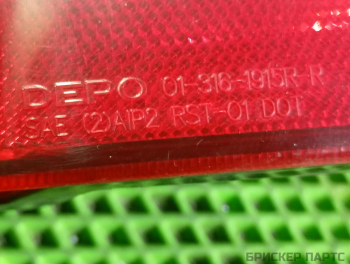 DEPO 01-316-1915R-R
SAE (2)AIP2 RST-01 DOT
БРИСКЕР ПАРТС